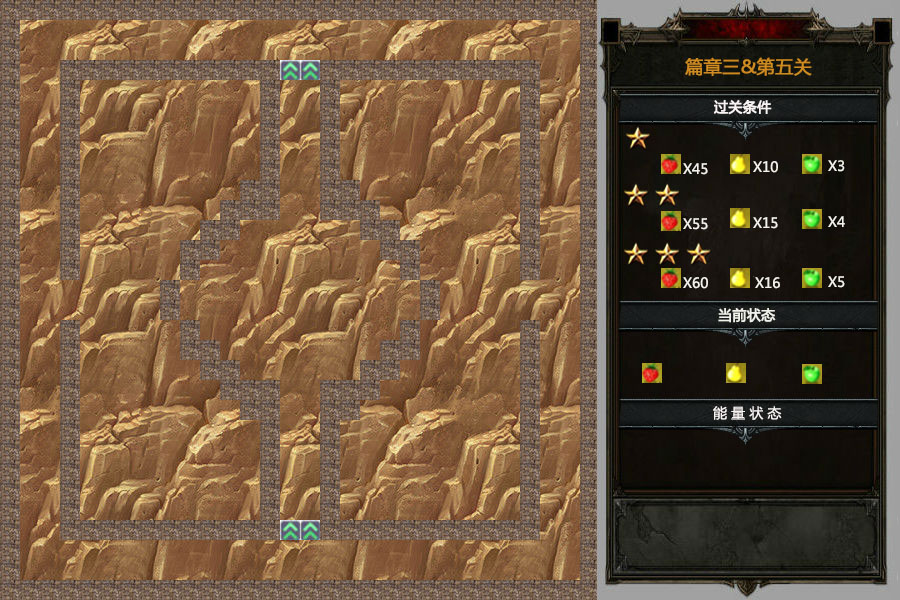 篇章三&第五关
过关条件
X45 X10 X3
X55 X15 X4
X60 X16 X5
当前状态
能量状态